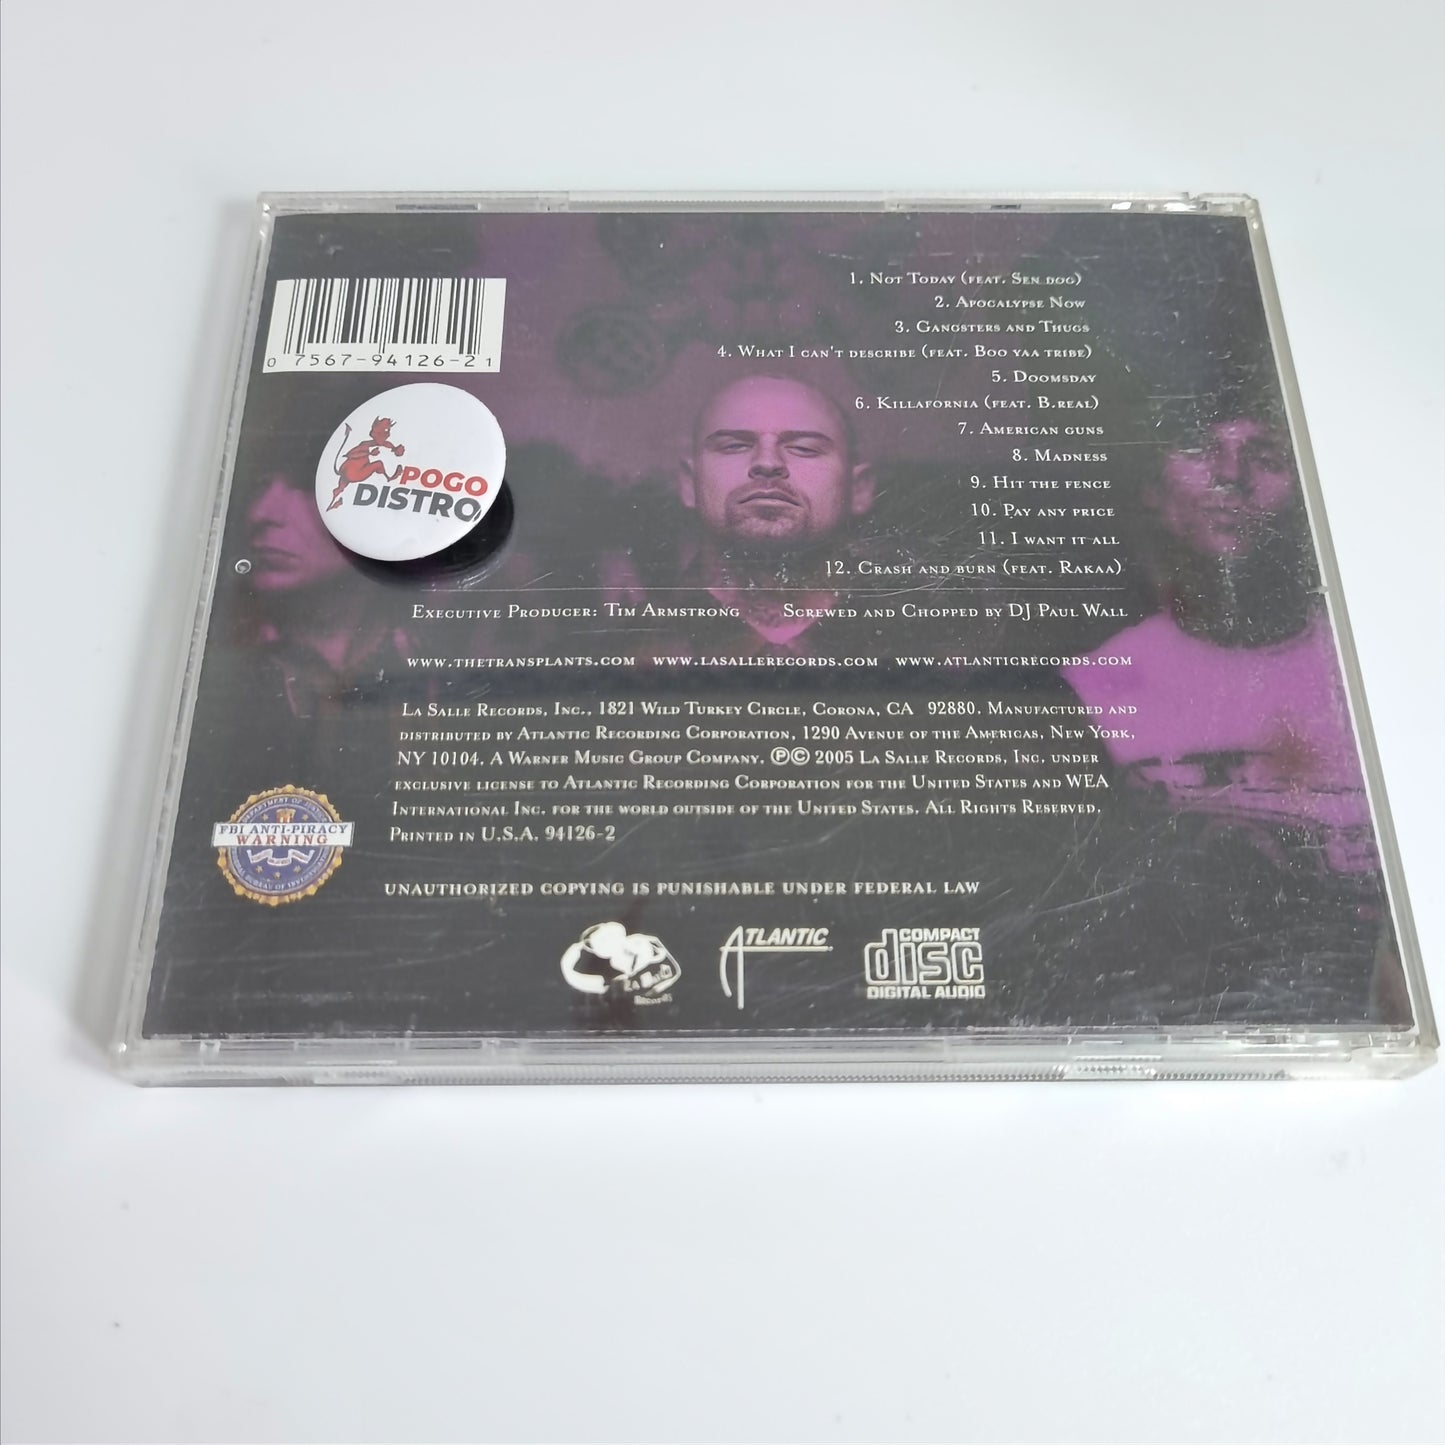 1. Not Today (feat. Sen dog)
2. Apocalypse Now
3. Gangsters and Thugs
4. What I can't describe (feat. Boo yaa tribe)
5. Doomsday
6. Killafornia (feat. B.real)
7. American guns
8. Madness
9. Hit the fence
10. Pay any price
11. I want it all
12. Crash and burn (feat. Rakaa)
0 7567-94126-2 1
POGO
DISTRO
Executive Producer: Tim Armstrong Screwed and Chopped by DJ Paul Wall
www.thetransplants.com www.lasallerecords.com www.atlanticrecords.com
La Salle Records, Inc., 1821 Wild Turkey Circle, Corona, CA 92880. Manufactured and
distributed by Atlantic Recording Corporation, 1290 Avenue of the Americas, New York,
NY 10104. A Warner Music Group Company. ℗© 2005 La Salle Records, Inc. under
exclusive license to Atlantic Recording Corporation for the United States and WEA
International Inc. for the world outside of the United States. All Rights Reserved.
Printed in U.S.A. 94126-2
DEPARTMENT OF JUSTICE
FBI ANTI-PIRACY
WARNING
FEDERAL BUREAU OF INVESTIGATION
UNAUTHORIZED COPYING IS PUNISHABLE UNDER FEDERAL LAW
Records
ATLANTIC
COMPACT
disc
DIGITAL AUDIO